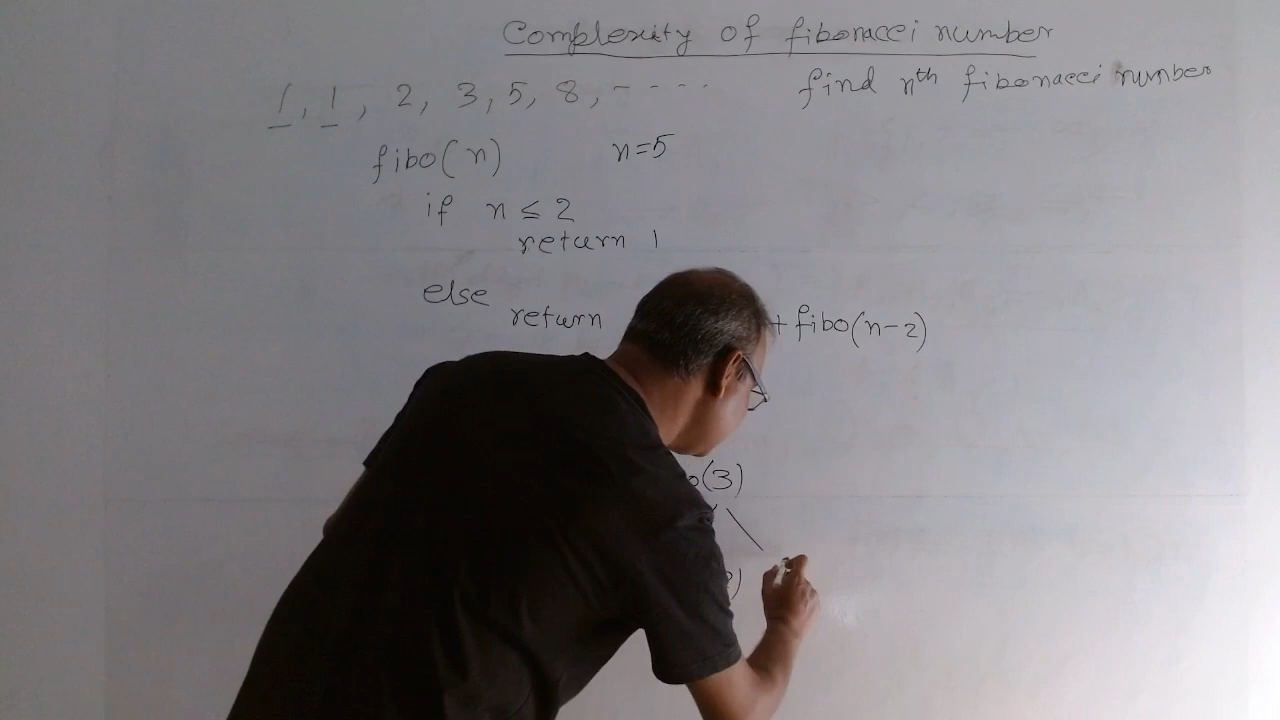 Complexity of fibonacci number
1, 1, 2, 3, 5, 8, - - - - . .
find nth fibonacci number
fibo(n)
n=5
if n ≤ 2
return 1
else
return + fibo(n-2)
(3)